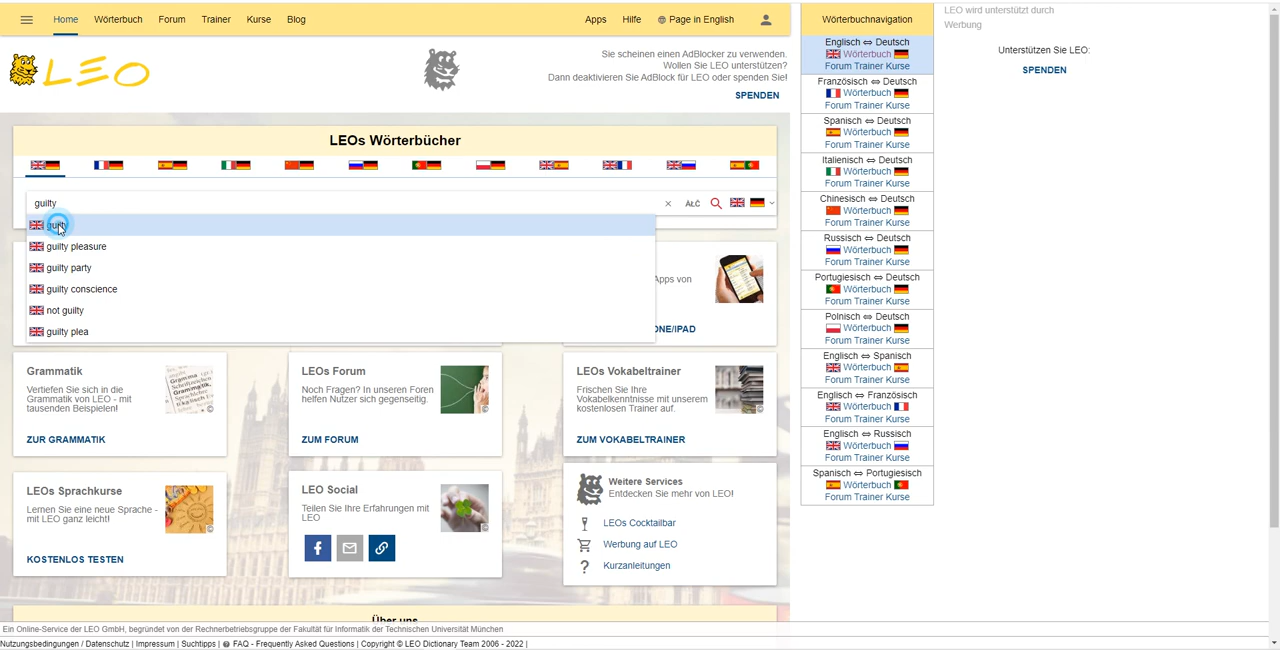 Home Wörterbuch Forum Trainer Kurse Blog Apps Hilfe Page in English
LEO
Sie scheinen einen AdBlocker zu verwenden.
Wollen Sie LEO unterstützen?
Dann deaktivieren Sie AdBlock für LEO oder spenden Sie!
SPENDEN
LEOs Wörterbücher
guilty × ÄŁĆ
guilty pleasure
guilty party
guilty conscience
not guilty
guilty plea
Apps von
ONE/IPAD
Grammatik
Vertiefen Sie sich in die
Grammatik von LEO - mit
tausenden Beispielen!
ZUR GRAMMATIK
LEOs Forum
Noch Fragen? In unseren Foren
helfen Nutzer sich gegenseitig.
ZUM FORUM
LEOs Vokabeltrainer
Frischen Sie Ihre
Vokabelkenntnisse mit unserem
kostenlosen Trainer auf.
ZUM VOKABELTRAINER
LEOs Sprachkurse
Lernen Sie eine neue Sprache -
mit LEO ganz leicht!
KOSTENLOS TESTEN
LEO Social
Teilen Sie Ihre Erfahrungen mit
LEO
Weitere Services
Entdecken Sie mehr von LEO!
LEOs Cocktailbar
Werbung auf LEO
Kurzanleitungen
Über uns
Ein Online-Service der LEO GmbH, begründet von der Rechnerbetriebsgruppe der Fakultät für Informatik der Technischen Universität München
Nutzungsbedingungen / Datenschutz | Impressum | Suchtipps | FAQ - Frequently Asked Questions | Copyright © LEO Dictionary Team 2006 - 2022 |
Wörterbuchnavigation
Englisch ⇔ Deutsch
Wörterbuch
Forum Trainer Kurse
Französisch ⇔ Deutsch
Wörterbuch
Forum Trainer Kurse
Spanisch ⇔ Deutsch
Wörterbuch
Forum Trainer Kurse
Italienisch ⇔ Deutsch
Wörterbuch
Forum Trainer Kurse
Chinesisch ⇔ Deutsch
Wörterbuch
Forum Trainer Kurse
Russisch ⇔ Deutsch
Wörterbuch
Forum Trainer Kurse
Portugiesisch ⇔ Deutsch
Wörterbuch
Forum Trainer Kurse
Polnisch ⇔ Deutsch
Wörterbuch
Forum Trainer Kurse
Englisch ⇔ Spanisch
Wörterbuch
Forum Trainer Kurse
Englisch ⇔ Französisch
Wörterbuch
Forum Trainer Kurse
Englisch ⇔ Russisch
Wörterbuch
Forum Trainer Kurse
Spanisch ⇔ Portugiesisch
Wörterbuch
Forum Trainer Kurse
LEO wird unterstützt durch
Werbung
Unterstützen Sie LEO:
SPENDEN